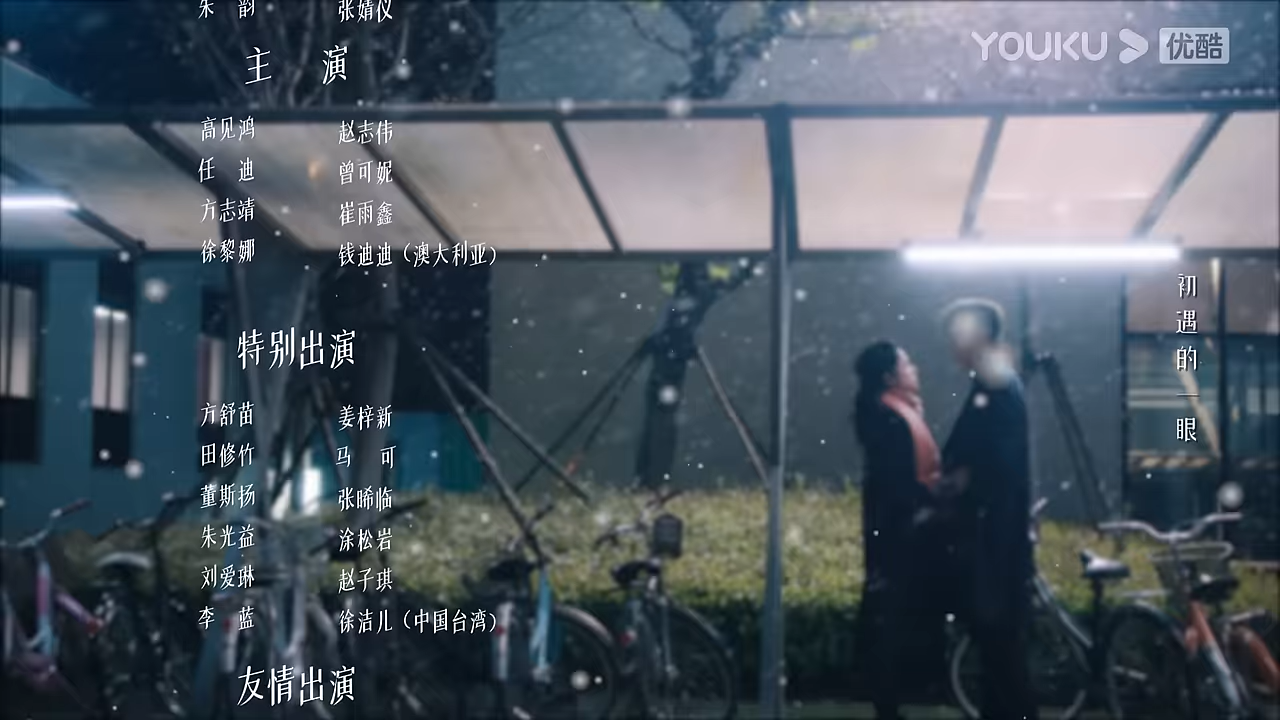 朱 韵 张婧仪
YOUKU 优酷
主 演
高见鸿 赵志伟
任 迪 曾可妮
方志靖 崔雨鑫
徐黎娜 钱迪迪（澳大利亚）
特别出演
方舒苗 姜梓新
田修竹 马 可
董斯扬 张晞临
朱光益 涂松岩
刘爱琳 赵子琪
李 蓝 徐洁儿（中国台湾）
友情出演
初遇的一眼